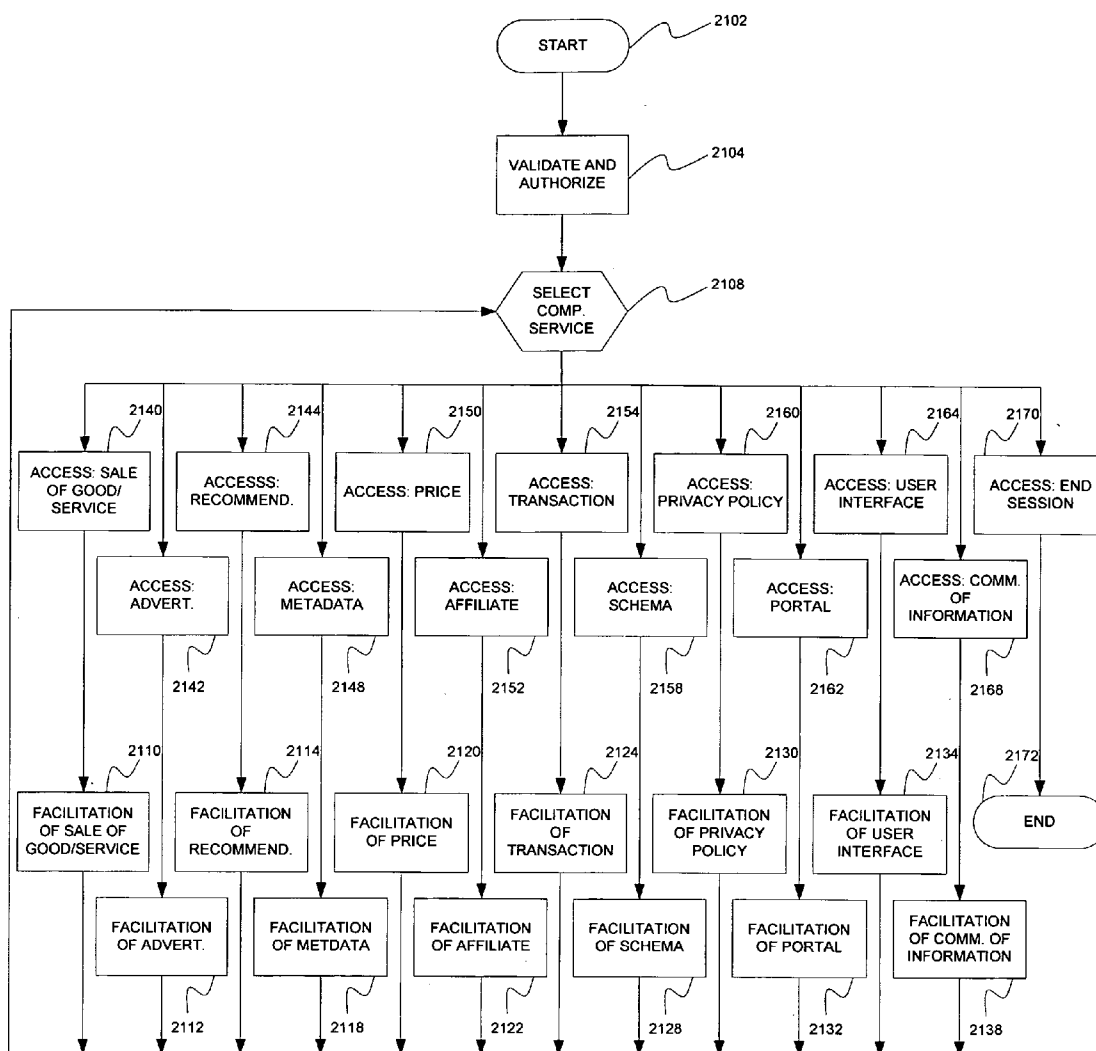 2102
START
2104
VALIDATE AND
AUTHORIZE
2108
SELECT
COMP.
SERVICE
2140
2144
2150
2154
2160
2164
2170
ACCESS: SALE
OF GOOD/
SERVICE
ACCESSS:
RECOMMEND.
ACCESS: PRICE
ACCESS:
TRANSACTION
ACCESS:
PRIVACY POLICY
ACCESS: USER
INTERFACE
ACCESS: END
SESSION
ACCESS:
ADVERT.
ACCESS:
METADATA
ACCESS:
AFFILIATE
ACCESS:
SCHEMA
ACCESS:
PORTAL
ACCESS: COMM.
OF
INFORMATION
2142
2148
2152
2158
2162
2168
2110
2114
2120
2124
2130
2134
2172
FACILITATION
OF SALE OF
GOOD/SERVICE
FACILITATION
OF
RECOMMEND.
FACILITATION
OF PRICE
FACILITATION
OF
TRANSACTION
FACILITATION
OF PRIVACY
POLICY
FACILITATION
OF USER
INTERFACE
END
FACILITATION
OF ADVERT.
FACILITATION
OF METDATA
FACILITATION
OF AFFILIATE
FACILITATION
OF SCHEMA
FACILITATION
OF PORTAL
FACILITATION
OF COMM. OF
INFORMATION
2112
2118
2122
2128
2132
2138